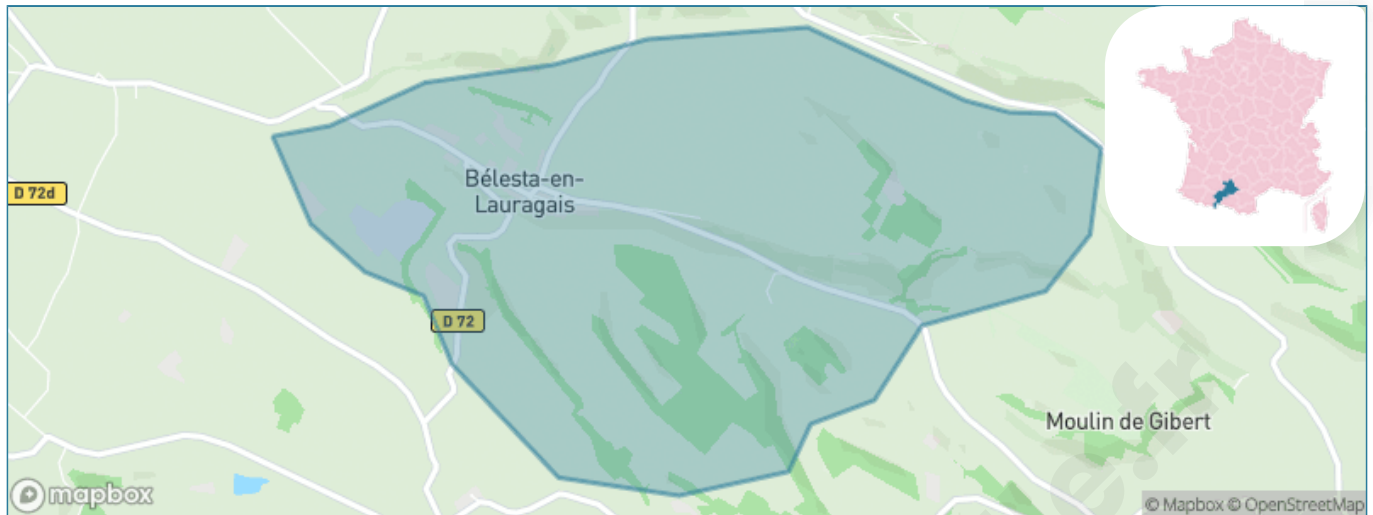 D 72d
Bélesta-en-
Lauragais
D 72
Moulin de Gibert
mapbox
© Mapbox © OpenStreetMap